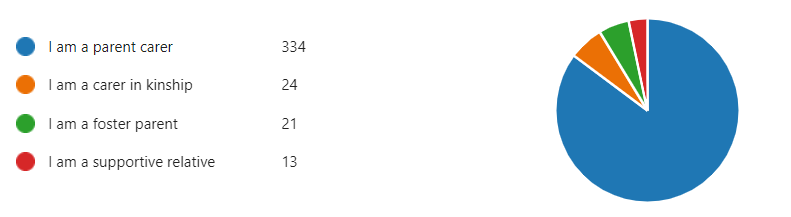 I am a parent carer 334
I am a carer in kinship 24
I am a foster parent 21
I am a supportive relative 13